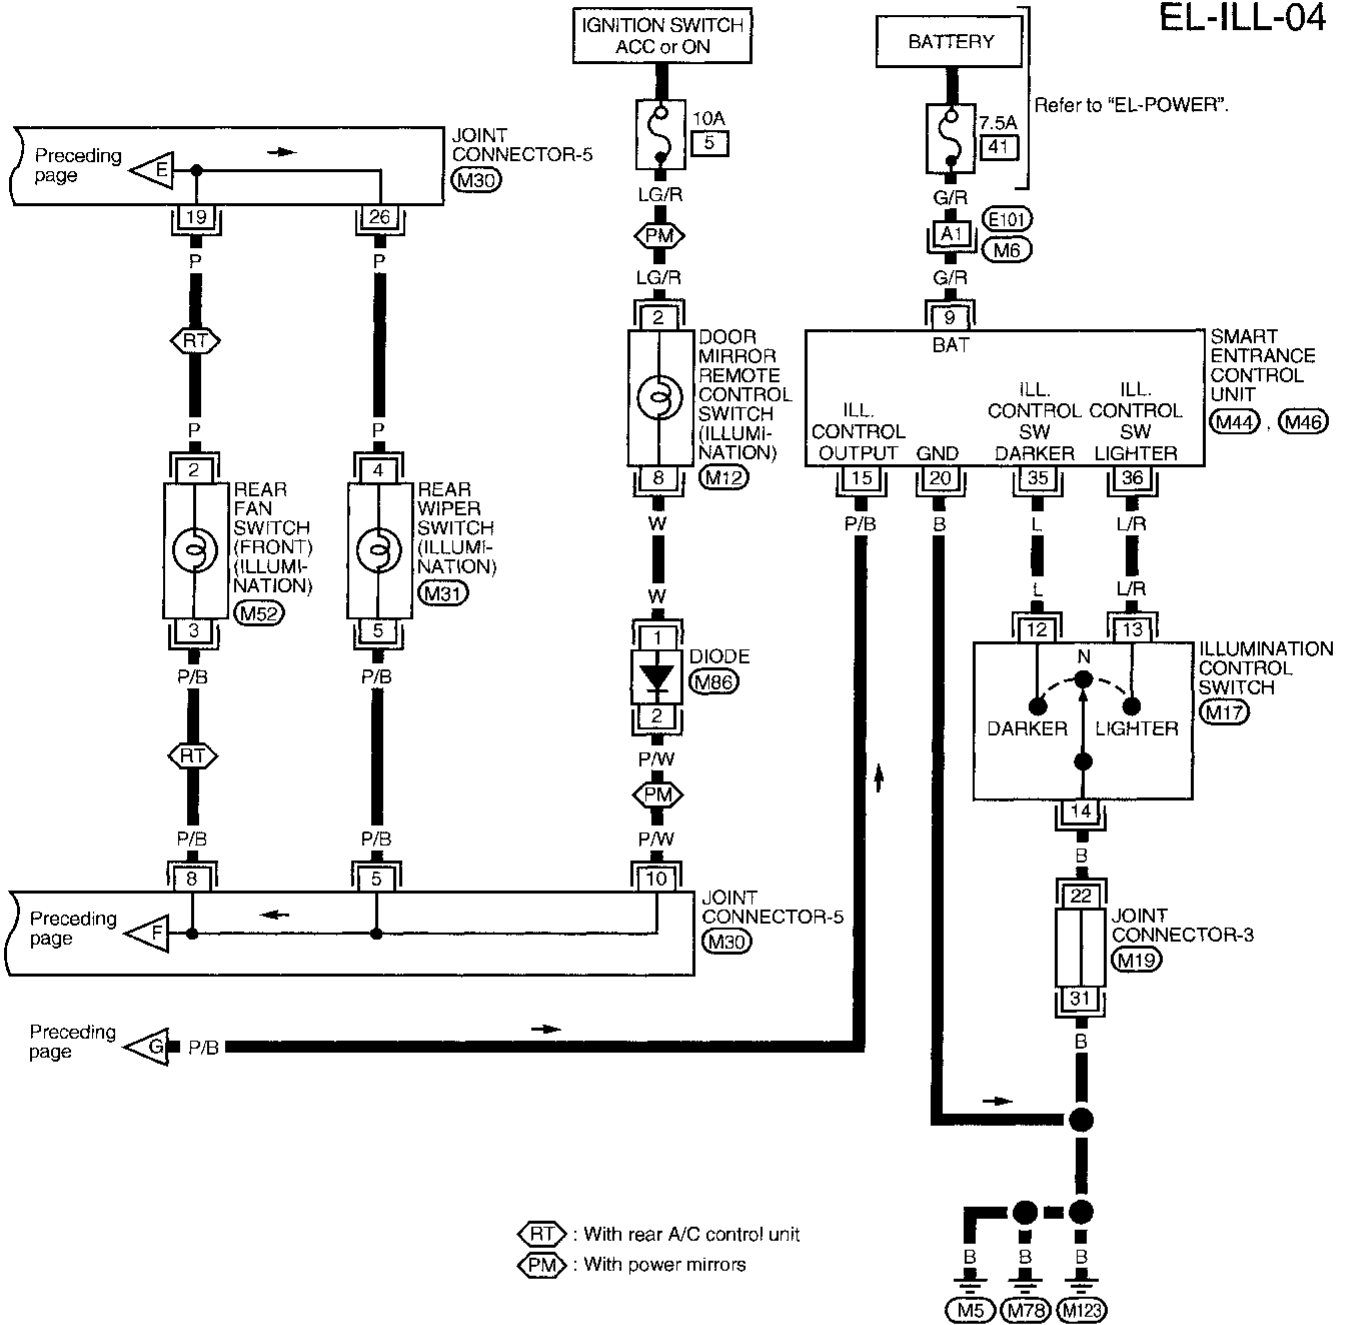 EL-ILL-04
IGNITION SWITCH
ACC or ON
BATTERY
Refer to "EL-POWER".
10A
5
7.5A
41
Preceding
page
E
JOINT
CONNECTOR-5
M30
19
26
LG/R
PM
LG/R
G/R
A1
E101
M6
G/R
P
P
RT
P
P
2
9
BAT
DOOR
MIRROR
REMOTE
CONTROL
SWITCH
(ILLUMI-
NATION)
M12
8
SMART
ENTRANCE
CONTROL
UNIT
M44 , M46
ILL.
CONTROL
OUTPUT
GND
ILL.
CONTROL
SW
DARKER
ILL.
CONTROL
SW
LIGHTER
15
20
35
36
2
REAR
FAN
SWITCH
(FRONT)
(ILLUMI-
NATION)
M52
3
4
REAR
WIPER
SWITCH
(ILLUMI-
NATION)
M31
5
W
W
P/B
B
L
L/R
L
L/R
1
DIODE
M86
2
12
13
N
DARKER
LIGHTER
ILLUMINATION
CONTROL
SWITCH
M17
14
P/B
P/B
RT
P/B
P/B
P/W
PM
P/W
B
8
5
10
Preceding
page
F
JOINT
CONNECTOR-5
M30
22
JOINT
CONNECTOR-3
M19
31
B
Preceding
page
G
P/B
RT : With rear A/C control unit
PM : With power mirrors
B
B
B
M5
M78
M123